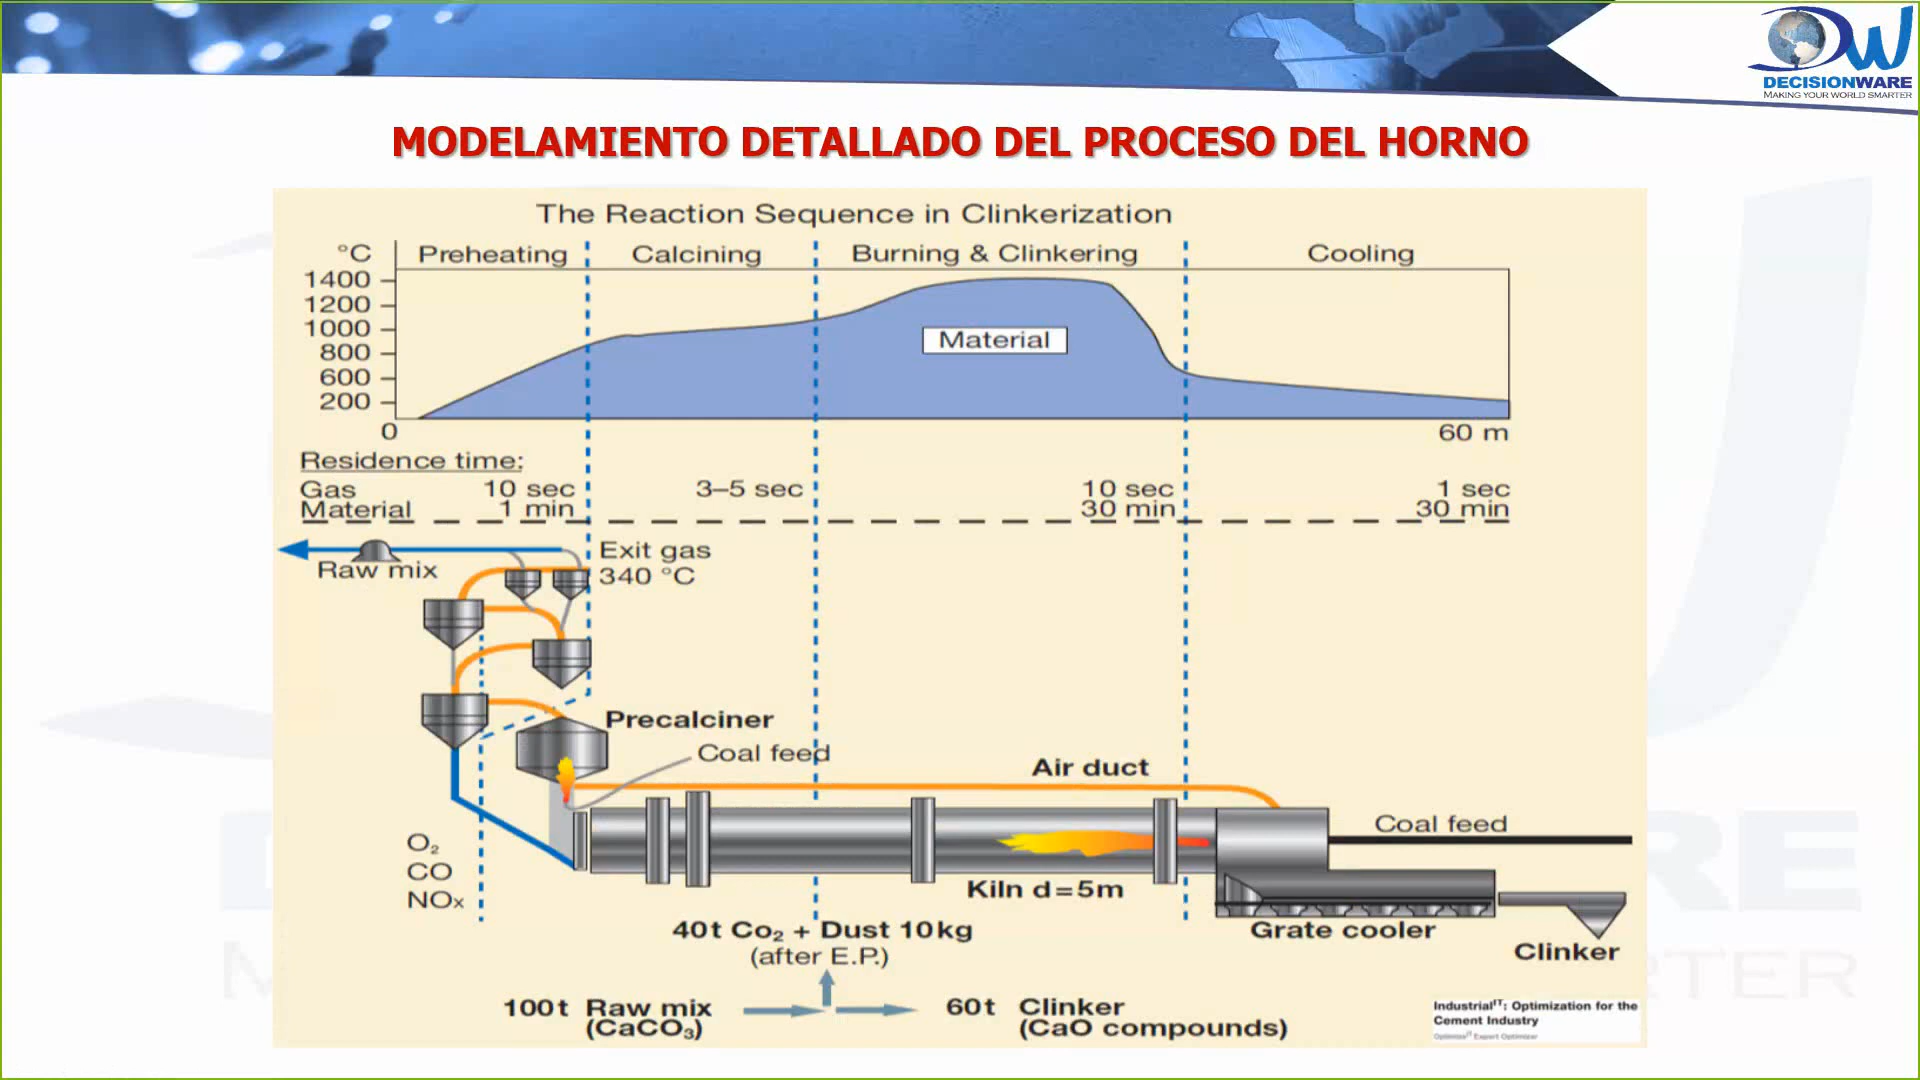 DECISIONWARE
MAKING YOUR WORLD SMARTER
MODELAMIENTO DETALLADO DEL PROCESO DEL HORNO
The Reaction Sequence in Clinkerization
°C Preheating Calcining Burning & Clinkering Cooling
1400
1200
1000
800
600
200
Material
0 60 m
Residence time:
Gas 10 sec 3–5 sec 10 sec 1 sec
Material 1 min 30 min 30 min
Exit gas
340 °C
Raw mix
Precalciner
Coal feed
Air duct
Coal feed
O₂
CO
NOx
Kiln d=5m
40t Co₂ + Dust 10kg
(after E.P.)
Grate cooler
Clinker
100t Raw mix
(CaCO₃)
60t Clinker
(CaO compounds)
Industrialᴵᵀ: Optimization for the
Cement Industry
Optimizeᴵᵀ Expert Optimizer